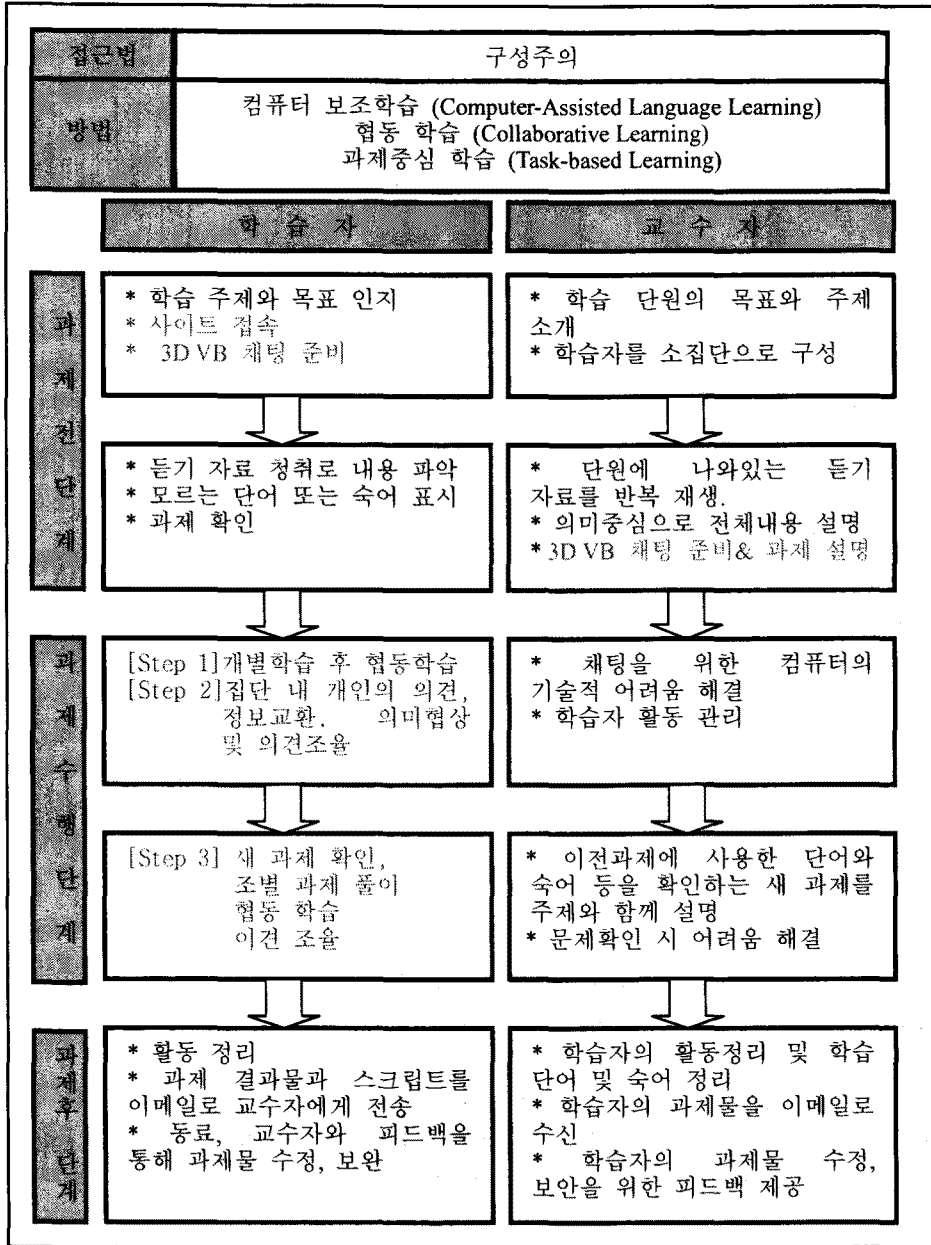 접근법 구성주의
방법
컴퓨터 보조학습 (Computer-Assisted Language Learning)
협동 학습 (Collaborative Learning)
과제중심 학습 (Task-based Learning)
학 습 자 교 수 자
과제전단계
* 학습 주제와 목표 인지
* 사이트 접속
* 3D VB 채팅 준비
* 학습 단원의 목표와 주제
소개
* 학습자를 소집단으로 구성
* 듣기 자료 청취로 내용 파악
* 모르는 단어 또는 숙어 표시
* 과제 확인
* 단원에 나와있는 듣기
자료를 반복 재생.
* 의미중심으로 전체내용 설명
* 3D VB 채팅 준비& 과제 설명
과제수행단계
[Step 1]개별학습 후 협동학습
[Step 2]집단 내 개인의 의견,
정보교환. 의미협상
및 의견조율
* 채팅을 위한 컴퓨터의
기술적 어려움 해결
* 학습자 활동 관리
[Step 3] 새 과제 확인,
조별 과제 풀이
협동 학습
이견 조율
* 이전과제에 사용한 단어와
숙어 등을 확인하는 새 과제를
주제와 함께 설명
* 문제확인 시 어려움 해결
과제후 단계
* 활동 정리
* 과제 결과물과 스크립트를
이메일로 교수자에게 전송
* 동료, 교수자와 피드백을
통해 과제물 수정, 보완
* 학습자의 활동정리 및 학습
단어 및 숙어 정리
* 학습자의 과제물을 이메일로
수신
* 학습자의 과제물 수정,
보안을 위한 피드백 제공